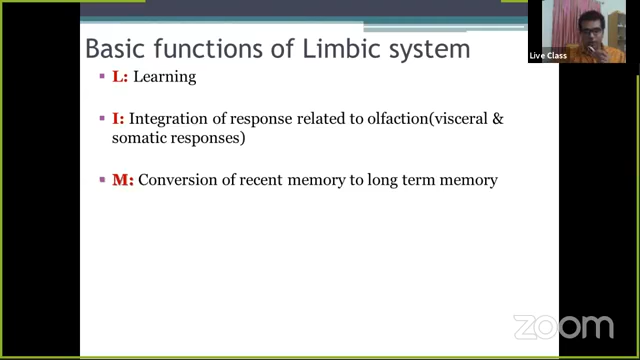 Basic functions of Limbic system
L: Learning
I: Integration of response related to olfaction(visceral &
somatic responses)
M: Conversion of recent memory to long term memory
Live Class
zoom